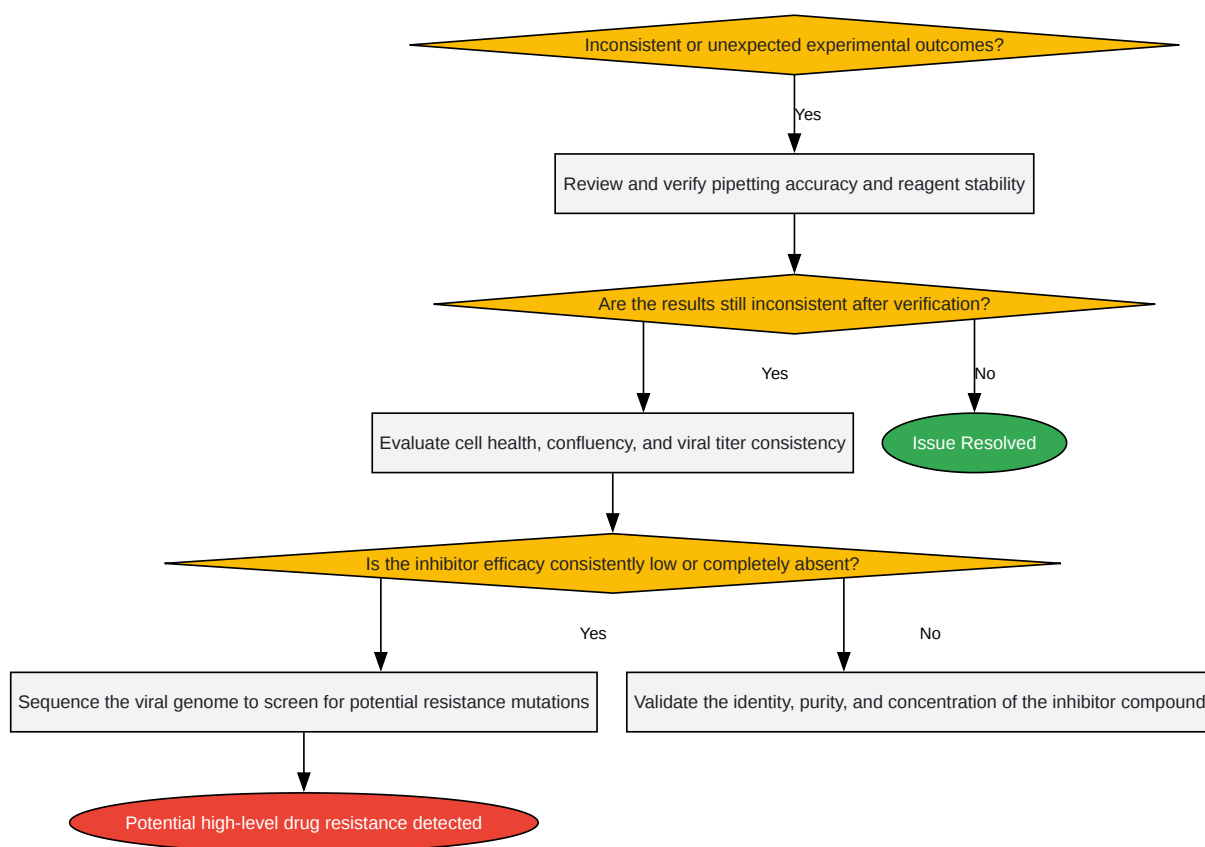 Inconsistent or unexpected experimental outcomes?
Yes
Review and verify pipetting accuracy and reagent stability
Are the results still inconsistent after verification?
Yes
No
Evaluate cell health, confluency, and viral titer consistency
Issue Resolved
Is the inhibitor efficacy consistently low or completely absent?
Yes
No
Sequence the viral genome to screen for potential resistance mutations
Validate the identity, purity, and concentration of the inhibitor compound
Potential high-level drug resistance detected